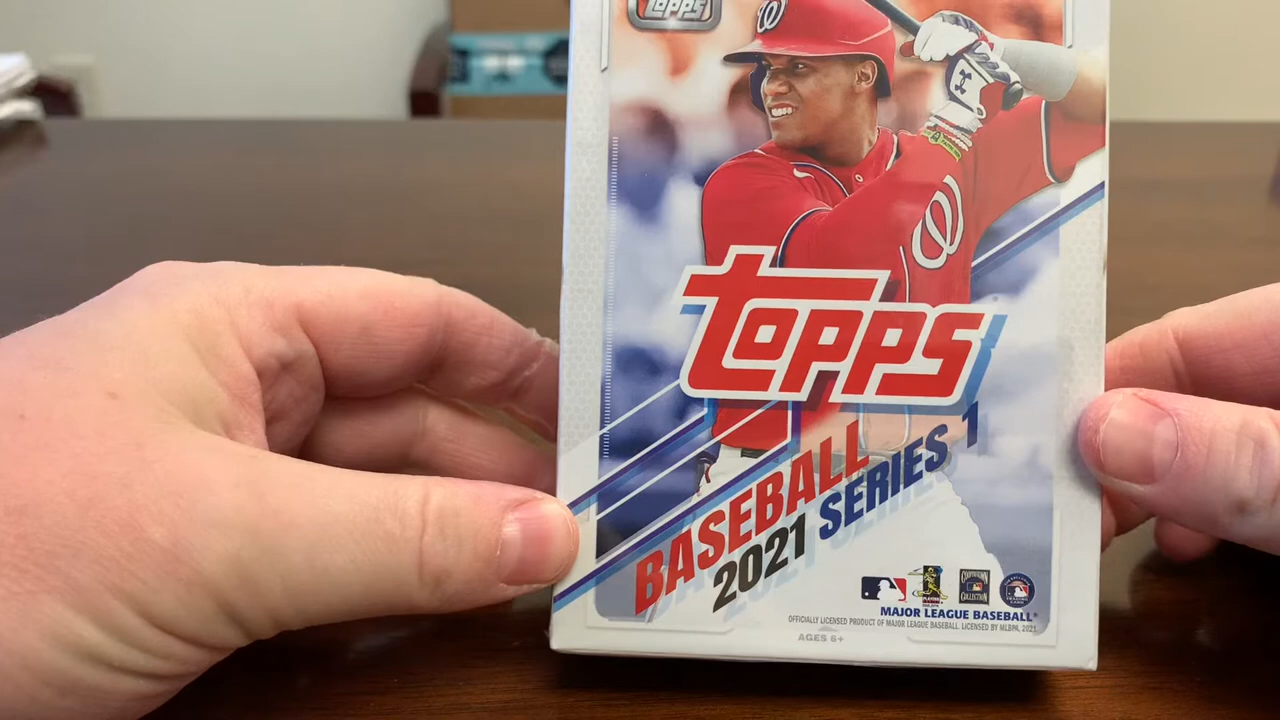 TOPPS
W
W
TOPPS
BASEBALL
2021 SERIES 1
MAJOR LEAGUE BASEBALL®
OFFICIALLY LICENSED PRODUCT OF MAJOR LEAGUE BASEBALL. LICENSED BY MLBPA, 2021
AGES 6+